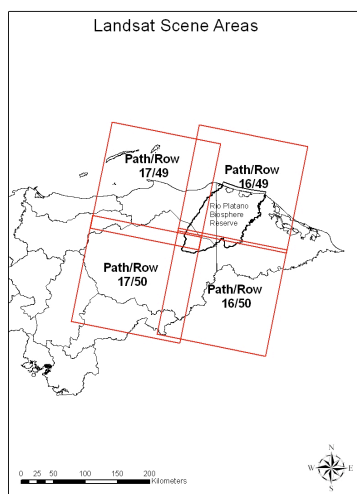 Landsat Scene Areas
Path/Row
17/49
Path/Row
16/49
Rio Platano
Biosphere
Reserve
Path/Row
17/50
Path/Row
16/50
N
W E
S
0 25 50 100 150 200
Kilometers